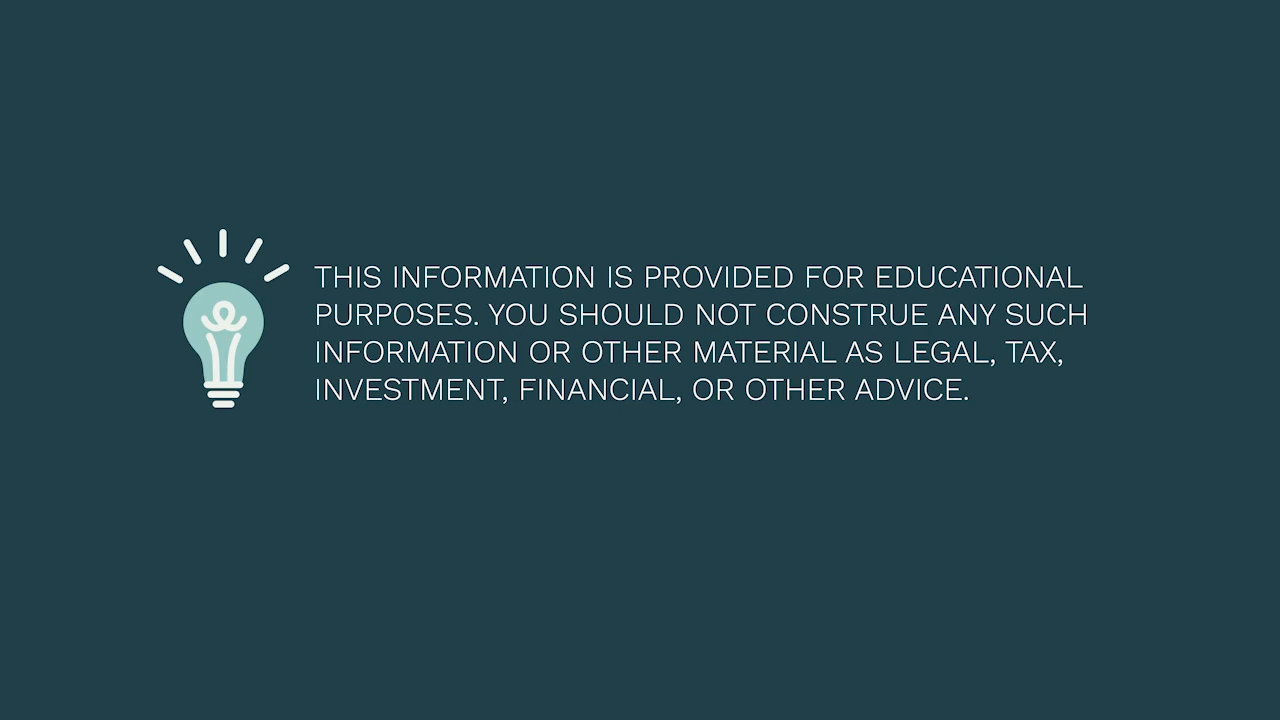 THIS INFORMATION IS PROVIDED FOR EDUCATIONAL
PURPOSES. YOU SHOULD NOT CONSTRUE ANY SUCH
INFORMATION OR OTHER MATERIAL AS LEGAL, TAX,
INVESTMENT, FINANCIAL, OR OTHER ADVICE.